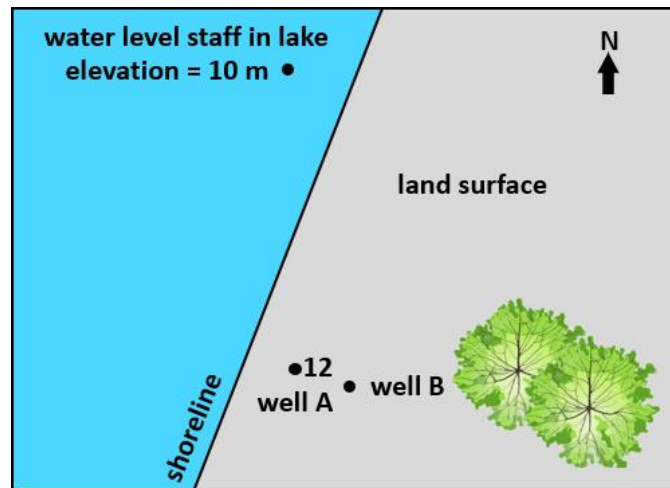 water level staff in lake
elevation = 10 m
N
land surface
12
well A
well B
shoreline